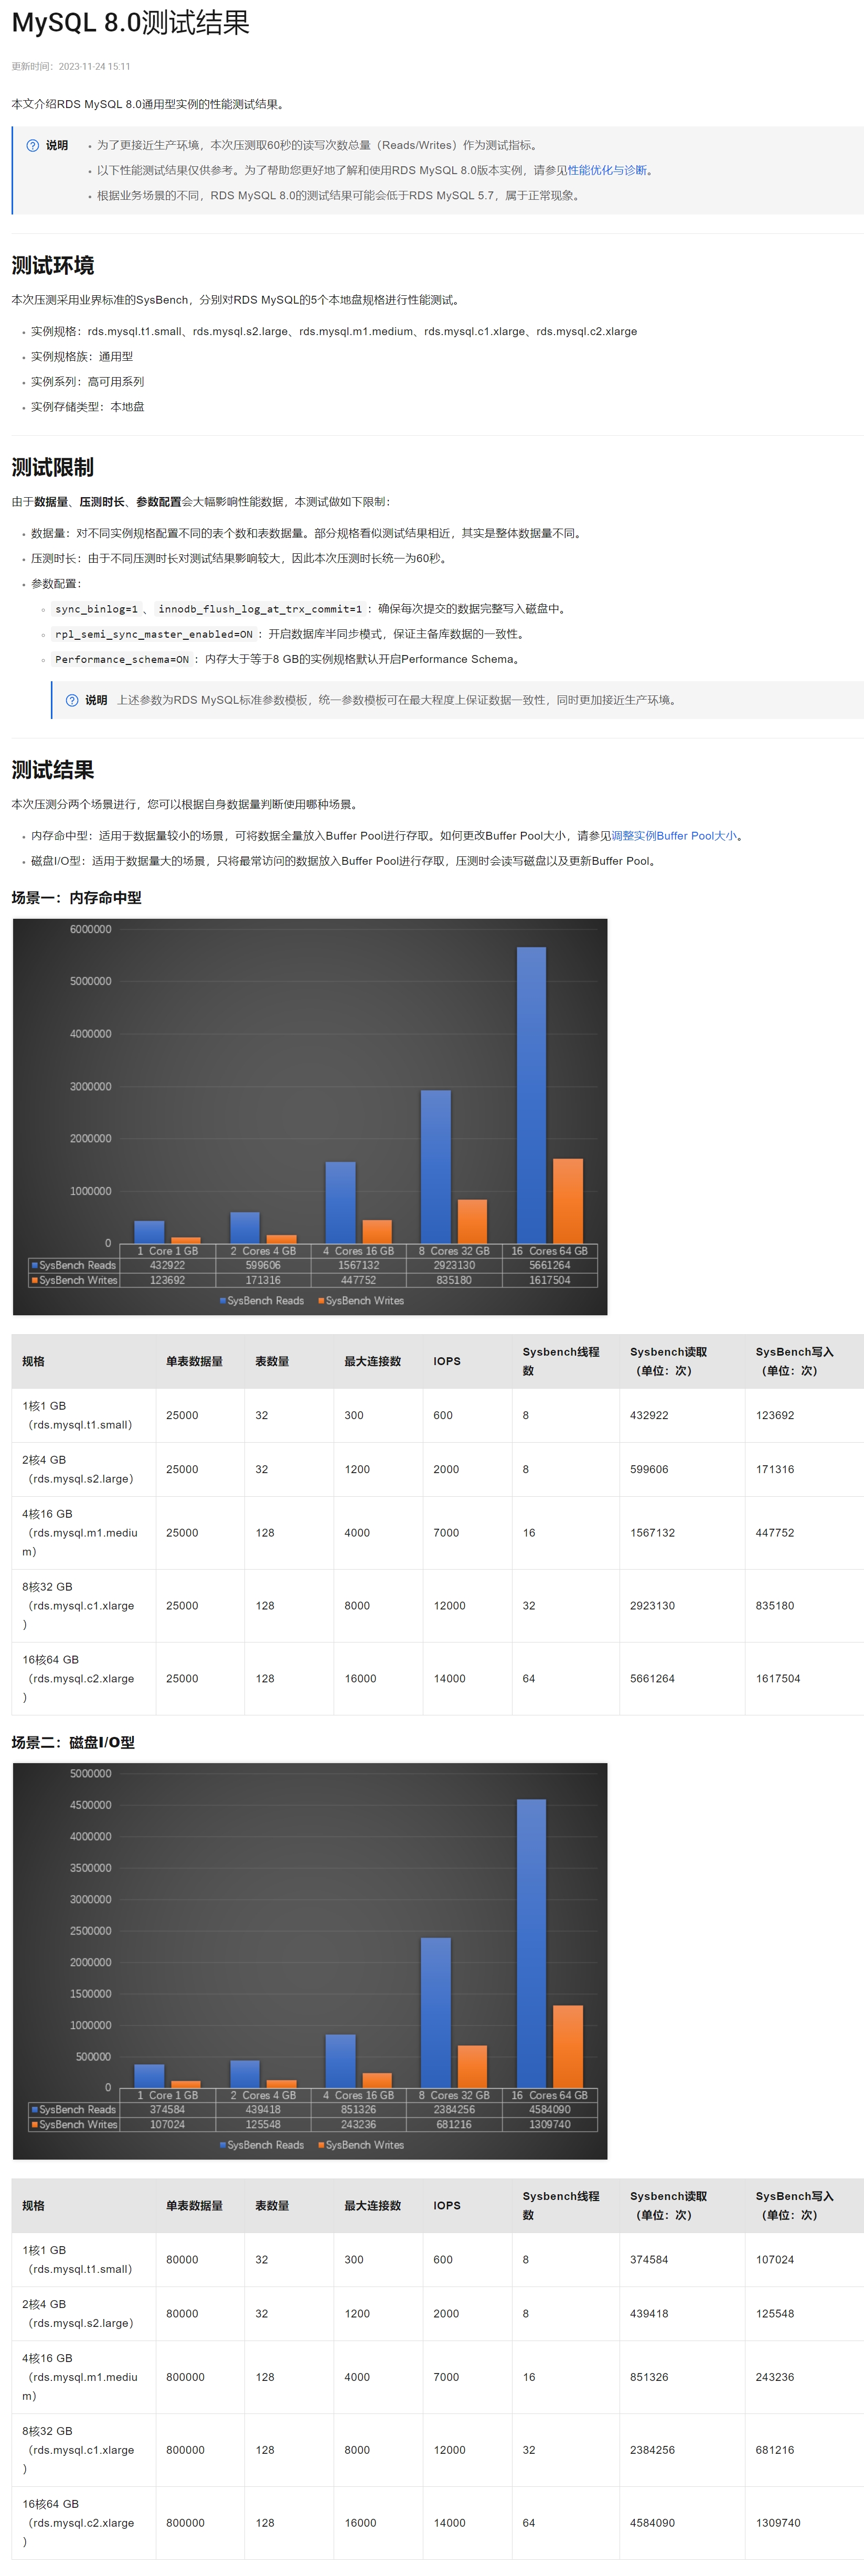 MySQL 8.0测试结果
更新时间：2023-11-24 15:11
本文介绍RDS MySQL 8.0通用型实例的性能测试结果。
说明
为了更接近生产环境，本次压测取60秒的读写次数总量（Reads/Writes）作为测试指标。
以下性能测试结果仅供参考。为了帮助您更好地了解和使用RDS MySQL 8.0版本实例，请参见性能优化与诊断。
根据业务场景的不同，RDS MySQL 8.0的测试结果可能会低于RDS MySQL 5.7，属于正常现象。
测试环境
本次压测采用业界标准的SysBench，分别对RDS MySQL的5个本地盘规格进行性能测试。
实例规格：rds.mysql.t1.small、rds.mysql.s2.large、rds.mysql.m1.medium、rds.mysql.c1.xlarge、rds.mysql.c2.xlarge
实例规格族：通用型
实例系列：高可用系列
实例存储类型：本地盘
测试限制
由于数据量、压测时长、参数配置会大幅影响性能数据，本测试做如下限制：
数据量：对不同实例规格配置不同的表个数和表数据量。部分规格看似测试结果相近，其实是整体数据量不同。
压测时长：由于不同压测时长对测试结果影响较大，因此本次压测时长统一为60秒。
参数配置：
sync_binlog=1 、 innodb_flush_log_at_trx_commit=1 ：确保每次提交的数据完整写入磁盘中。
rpl_semi_sync_master_enabled=ON ：开启数据库半同步模式，保证主备库数据的一致性。
Performance_schema=ON ：内存大于等于8 GB的实例规格默认开启Performance Schema。
说明 上述参数为RDS MySQL标准参数模板，统一参数模板可在最大程度上保证数据一致性，同时更加接近生产环境。
测试结果
本次压测分两个场景进行，您可以根据自身数据量判断使用哪种场景。
内存命中型：适用于数据量较小的场景，可将数据全量放入Buffer Pool进行存取。如何更改Buffer Pool大小，请参见调整实例Buffer Pool大小。
磁盘I/O型：适用于数据量大的场景，只将最常访问的数据放入Buffer Pool进行存取，压测时会读写磁盘以及更新Buffer Pool。
场景一：内存命中型
6000000
5000000
4000000
3000000
2000000
1000000
0
1 Core 1 GB 2 Cores 4 GB 4 Cores 16 GB 8 Cores 32 GB 16 Cores 64 GB
SysBench Reads 432922 599606 1567132 2923130 5661264
SysBench Writes 123692 171316 447752 835180 1617504
SysBench Reads SysBench Writes
规格 单表数据量 表数量 最大连接数 IOPS Sysbench线程数 Sysbench读取（单位：次） SysBench写入（单位：次）
1核1 GB（rds.mysql.t1.small） 25000 32 300 600 8 432922 123692
2核4 GB（rds.mysql.s2.large） 25000 32 1200 2000 8 599606 171316
4核16 GB（rds.mysql.m1.medium） 25000 128 4000 7000 16 1567132 447752
8核32 GB（rds.mysql.c1.xlarge） 25000 128 8000 12000 32 2923130 835180
16核64 GB（rds.mysql.c2.xlarge） 25000 128 16000 14000 64 5661264 1617504
场景二：磁盘I/O型
5000000
4500000
4000000
3500000
3000000
2500000
2000000
1500000
1000000
500000
0
1 Core 1 GB 2 Cores 4 GB 4 Cores 16 GB 8 Cores 32 GB 16 Cores 64 GB
SysBench Reads 374584 439418 851326 2384256 4584090
SysBench Writes 107024 125548 243236 681216 1309740
SysBench Reads SysBench Writes
规格 单表数据量 表数量 最大连接数 IOPS Sysbench线程数 Sysbench读取（单位：次） SysBench写入（单位：次）
1核1 GB（rds.mysql.t1.small） 80000 32 300 600 8 374584 107024
2核4 GB（rds.mysql.s2.large） 80000 32 1200 2000 8 439418 125548
4核16 GB（rds.mysql.m1.medium） 800000 128 4000 7000 16 851326 243236
8核32 GB（rds.mysql.c1.xlarge） 800000 128 8000 12000 32 2384256 681216
16核64 GB（rds.mysql.c2.xlarge） 800000 128 16000 14000 64 4584090 1309740